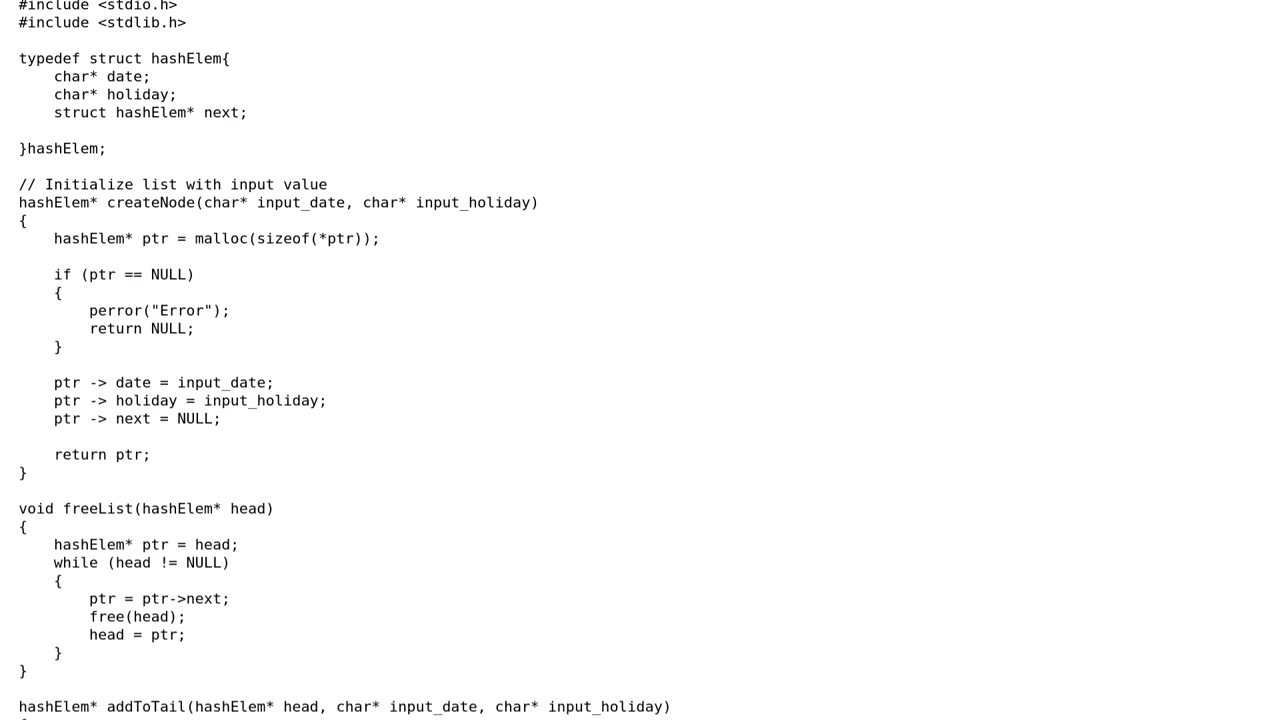 #include <stdio.h>
#include <stdlib.h>

typedef struct hashElem{
    char* date;
    char* holiday;
    struct hashElem* next;

}hashElem;

// Initialize list with input value
hashElem* createNode(char* input_date, char* input_holiday)
{
    hashElem* ptr = malloc(sizeof(*ptr));

    if (ptr == NULL)
    {
        perror("Error");
        return NULL;
    }

    ptr -> date = input_date;
    ptr -> holiday = input_holiday;
    ptr -> next = NULL;

    return ptr;
}

void freeList(hashElem* head)
{
    hashElem* ptr = head;
    while (head != NULL)
    {
        ptr = ptr->next;
        free(head);
        head = ptr;
    }
}

hashElem* addToTail(hashElem* head, char* input_date, char* input_holiday)